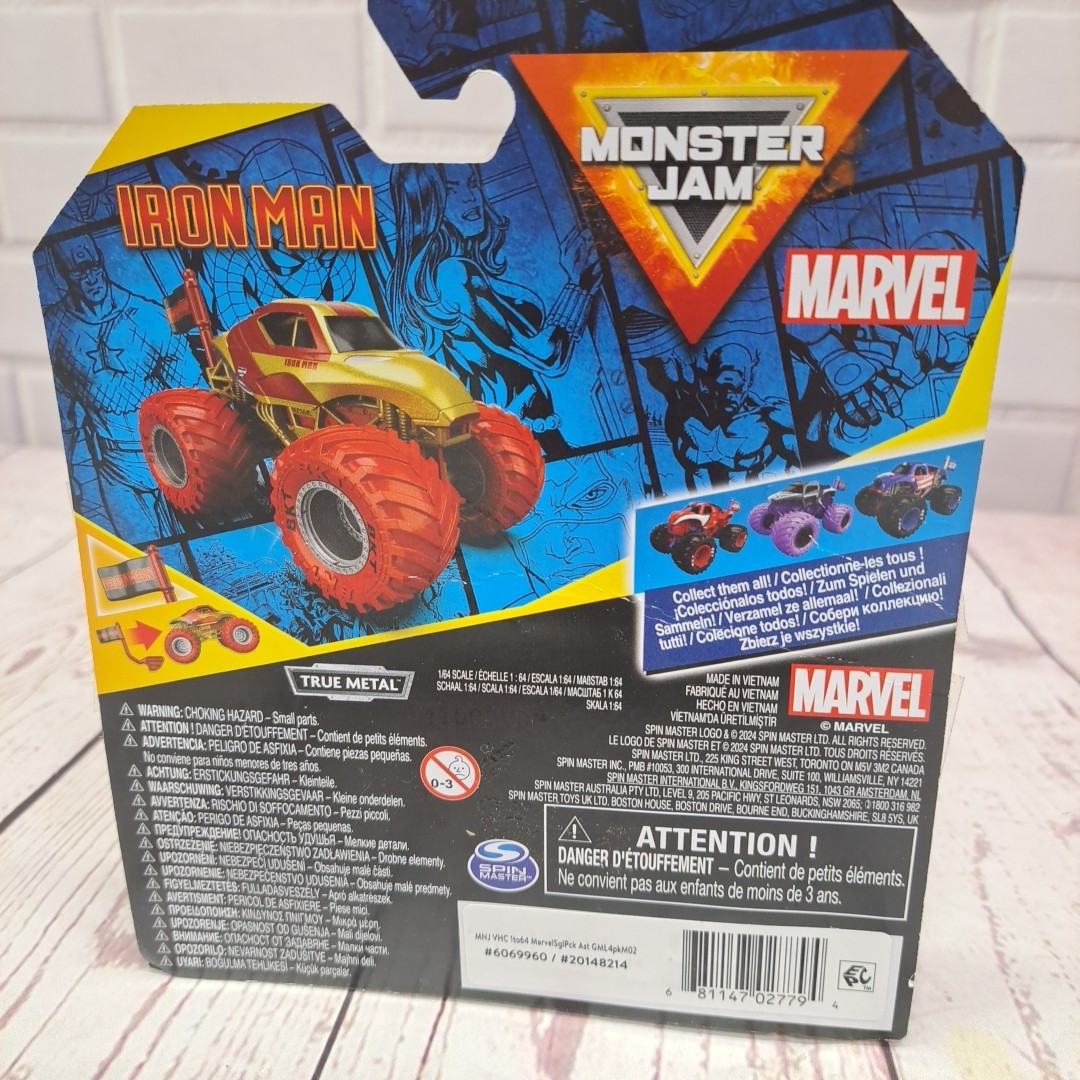 MONSTER
JAM
IRON MAN
MARVEL
IRON MAN
BKT
Collect them all! / Collectionne-les tous !
¡Colecciónalos todos! / Zum Spielen und
Sammeln! / Verzamel ze allemaal! / Collezionali
tutti! / Colecione todos! / Собери коллекцию!
Zbierz je wszystkie!
TRUE METAL™
1/64 SCALE / ÉCHELLE 1 : 64 / ESCALA 1:64 / MAßSTAB 1:64
SCHAAL 1:64 / SCALA 1:64 / ESCALA 1/64 / МАСШТАБ 1 К 64
SKALA 1:64
MADE IN VIETNAM
FABRIQUÉ AU VIETNAM
HECHO EN VIETNAM
VİETNAM'DA ÜRETİLMİŞTİR
MARVEL
© MARVEL
SPIN MASTER LOGO & © 2024 SPIN MASTER LTD. ALL RIGHTS RESERVED.
LE LOGO DE SPIN MASTER ET © 2024 SPIN MASTER LTD. TOUS DROITS RÉSERVÉS.
SPIN MASTER LTD., 225 KING STREET WEST, TORONTO ON M5V 3M2 CANADA
SPIN MASTER INC., PMB #10053, 300 INTERNATIONAL DRIVE, SUITE 100, WILLIAMSVILLE, NY 14221
SPIN MASTER INTERNATIONAL B.V., KINGSFORDWEG 151, 1043 GR AMSTERDAM, NL
SPIN MASTER AUSTRALIA PTY LTD, LEVEL 9, 205 PACIFIC HWY, ST LEONARDS, NSW 2065; 1800 316 982
SPIN MASTER TOYS UK LTD. BOSTON HOUSE, BOSTON DRIVE, BOURNE END, BUCKINGHAMSHIRE, SL8 5YS, UK
WARNING: CHOKING HAZARD – Small parts.
ATTENTION ! DANGER D'ÉTOUFFEMENT – Contient de petits éléments.
ADVERTENCIA: PELIGRO DE ASFIXIA – Contiene piezas pequeñas.
No conviene para niños menores de tres años.
ACHTUNG: ERSTICKUNGSGEFAHR – Kleinteile.
WAARSCHUWING: VERSTIKKINGSGEVAAR – Kleine onderdelen.
AVVERTENZA: RISCHIO DI SOFFOCAMENTO – Pezzi piccoli.
ATENÇÃO: PERIGO DE ASFIXIA – Peças pequenas.
ПРЕДУПРЕЖДЕНИЕ! ОПАСНОСТЬ УДУШЬЯ – Мелкие детали.
OSTRZEŻENIE: NIEBEZPIECZEŃSTWO ZADŁAWIENIA – Drobne elementy.
UPOZORNĚNÍ: NEBEZPEČÍ UDUŠENÍ – Obsahuje malé části.
UPOZORNENIE: NEBEZPEČENSTVO UDUSENIA – Obsahuje malé predmety.
FIGYELMEZTETÉS: FULLADÁSVESZÉLY – Apró alkatrészek.
AVERTISMENT: PERICOL DE ASFIXIERE – Piese mici.
ΠΡΟΕΙΔΟΠΟΙΗΣΗ: ΚΙΝΔΥΝΟΣ ΠΝΙΓΜΟΥ – Μικρά μέρη.
UPOZORENJE: OPASNOST OD GUŠENJA – Mali dijelovi.
ВНИМАНИЕ: ОПАСНОСТ ОТ ЗАДАВЯНЕ – Малки части.
OPOZORILO: NEVARNOST ZADUŠITVE – Majhni deli.
UYARI: BOĞULMA TEHLİKESİ – Küçük parçalar.
0-3
SPIN
MASTER™
ATTENTION !
DANGER D'ÉTOUFFEMENT – Contient de petits éléments.
Ne convient pas aux enfants de moins de 3 ans.
MNJ VHC 1to64 MarvelSglPck Ast GML4pkM02
#6069960 / #20148214
6 81147 02779 4
EPC™